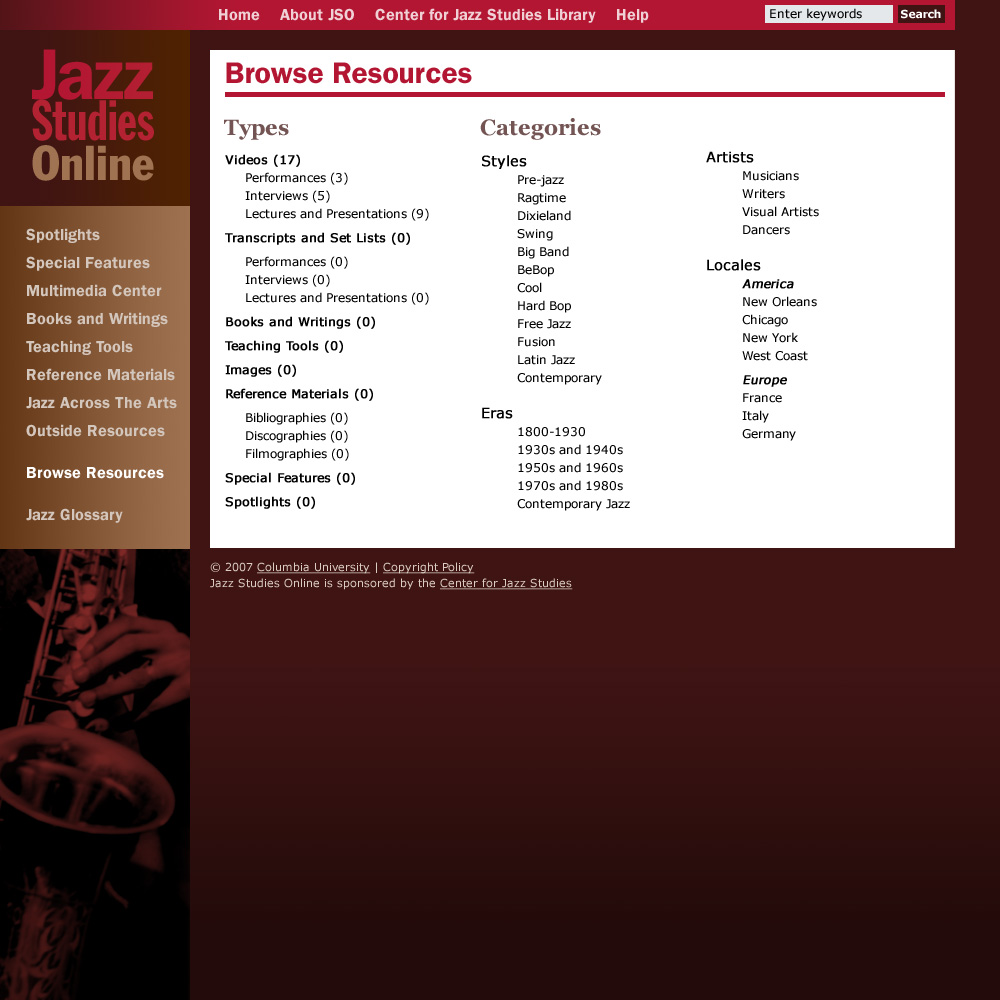 Home About JSO Center for Jazz Studies Library Help Enter keywords Search
Jazz
Studies
Online
Spotlights
Special Features
Multimedia Center
Books and Writings
Teaching Tools
Reference Materials
Jazz Across The Arts
Outside Resources
Browse Resources
Jazz Glossary
Browse Resources
Types
Videos (17)
Performances (3)
Interviews (5)
Lectures and Presentations (9)
Transcripts and Set Lists (0)
Performances (0)
Interviews (0)
Lectures and Presentations (0)
Books and Writings (0)
Teaching Tools (0)
Images (0)
Reference Materials (0)
Bibliographies (0)
Discographies (0)
Filmographies (0)
Special Features (0)
Spotlights (0)
Categories
Styles
Pre-jazz
Ragtime
Dixieland
Swing
Big Band
BeBop
Cool
Hard Bop
Free Jazz
Fusion
Latin Jazz
Contemporary
Eras
1800-1930
1930s and 1940s
1950s and 1960s
1970s and 1980s
Contemporary Jazz
Artists
Musicians
Writers
Visual Artists
Dancers
Locales
America
New Orleans
Chicago
New York
West Coast
Europe
France
Italy
Germany
© 2007 Columbia University | Copyright Policy
Jazz Studies Online is sponsored by the Center for Jazz Studies